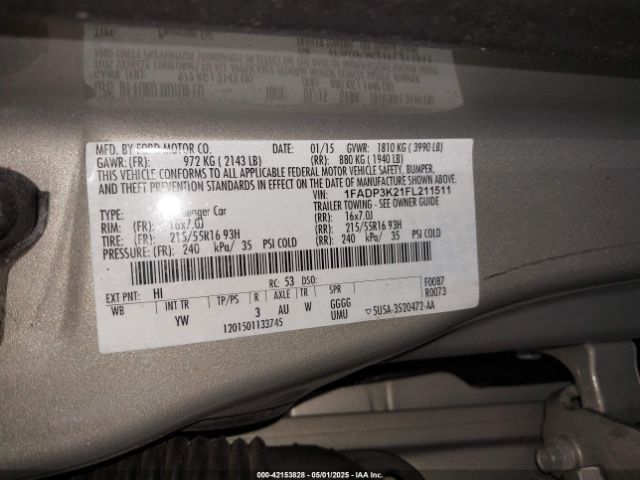 MFD. BY FORD MOTOR CO. DATE: 01/15 GVWR: 1810 KG ( 3990 LB)
GAWR: (FR): 972 KG ( 2143 LB) (RR): 880 KG ( 1940 LB)
THIS VEHICLE CONFORMS TO ALL APPLICABLE FEDERAL MOTOR VEHICLE SAFETY, BUMPER,
AND THEFT PREVENTION STANDARDS IN EFFECT ON THE DATE OF MANUFACTURE SHOWN ABOVE.
VIN: 1FADP3K21FL211511
TYPE: Car TRAILER TOWING - SEE OWNER GUIDE
RIM: (FR): 16x7.0J (RR): 16x7.0J
TIRE: (FR): 215/55R16 93H (RR): 215/55R16 93H
PRESSURE: (FR): 240 kPa/ 35 PSI COLD (RR): 240 kPa/ 35 PSI COLD
RC: 53 DSO: F0087
EXT PNT: HI R0073
WB INT TR TP/PS R AXLE TR SPR
YW 3 AU W GGGG
UMU
1201501133745 5U5A-3520472-AA
000-42153828 - 05/01/2025 - IAA Inc.